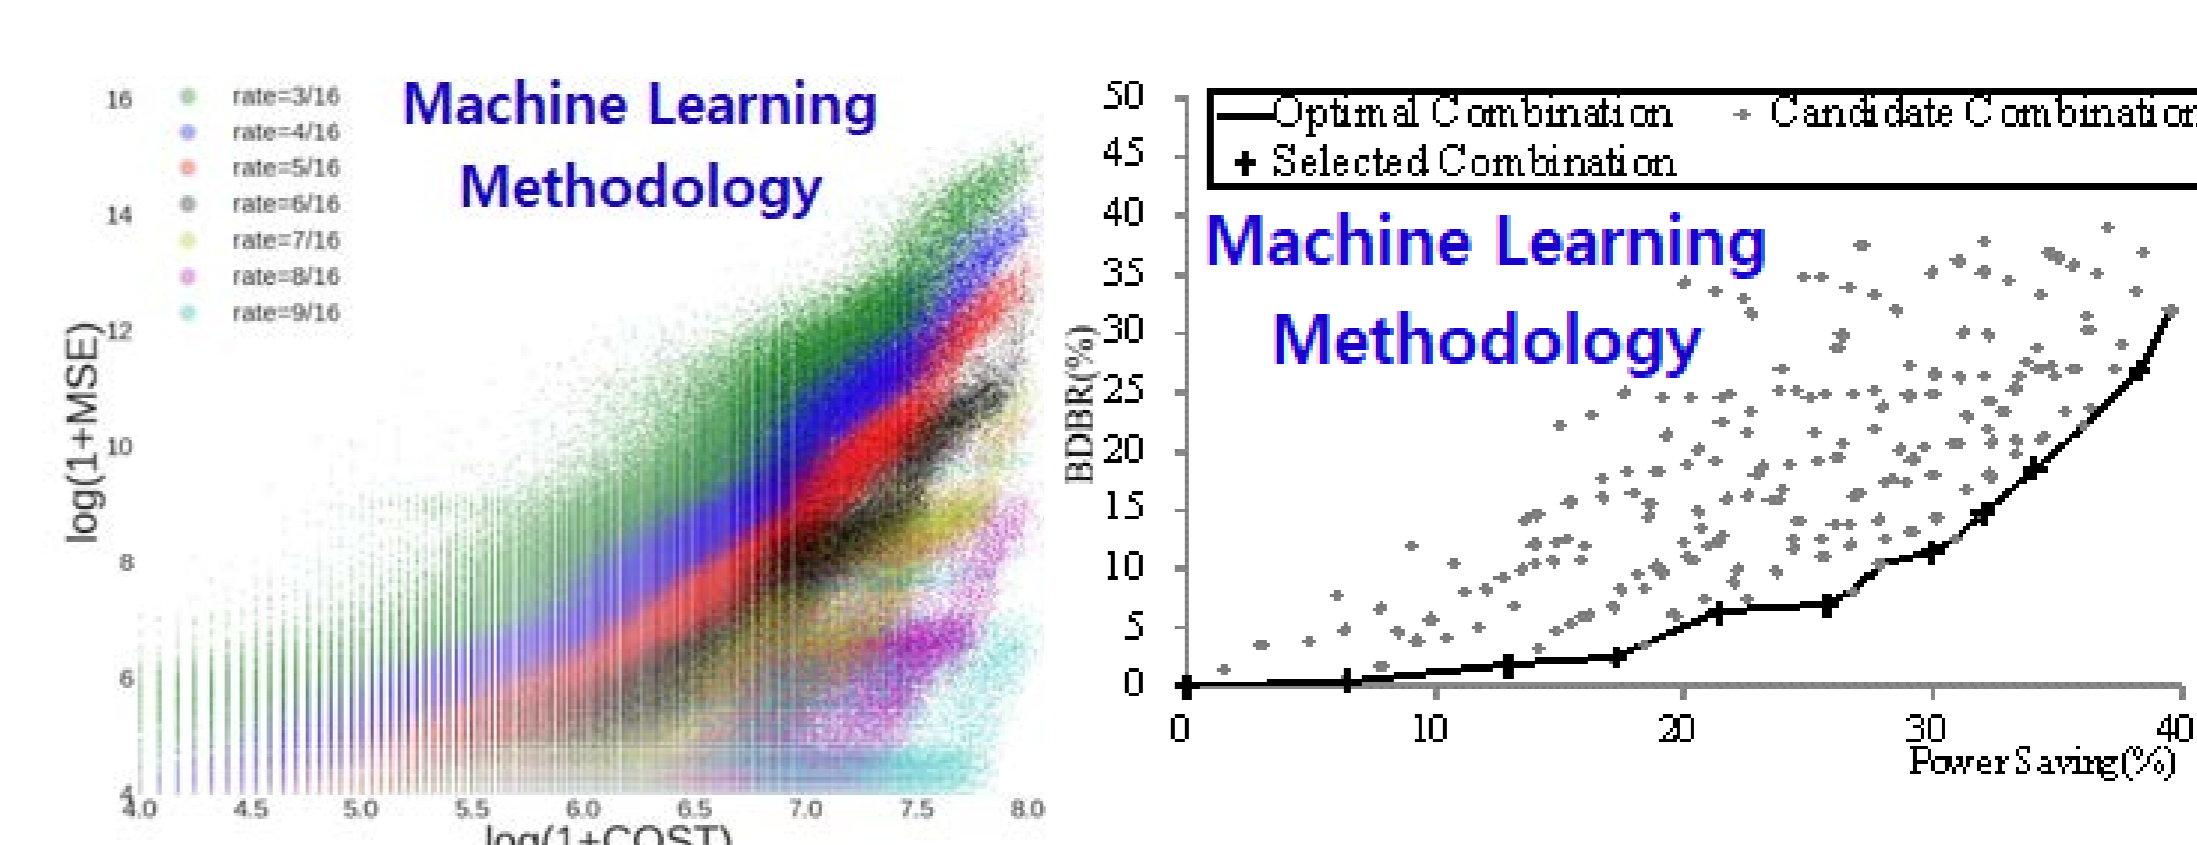 16
rate=3/16
rate=4/16
rate=5/16
rate=6/16
rate=7/16
rate=8/16
rate=9/16
Machine Learning
Methodology
14
12
10
8
6
4
log(1+MSE)
4.0 4.5 5.0 5.5 6.0 6.5 7.0 7.5 8.0
log(1+COST)
50
45
40
35
30
25
20
15
10
5
0
BDBR(%)
Optimal Combination Candidate Combination
Selected Combination
Machine Learning
Methodology
0 10 20 30 40
Power Saving(%)